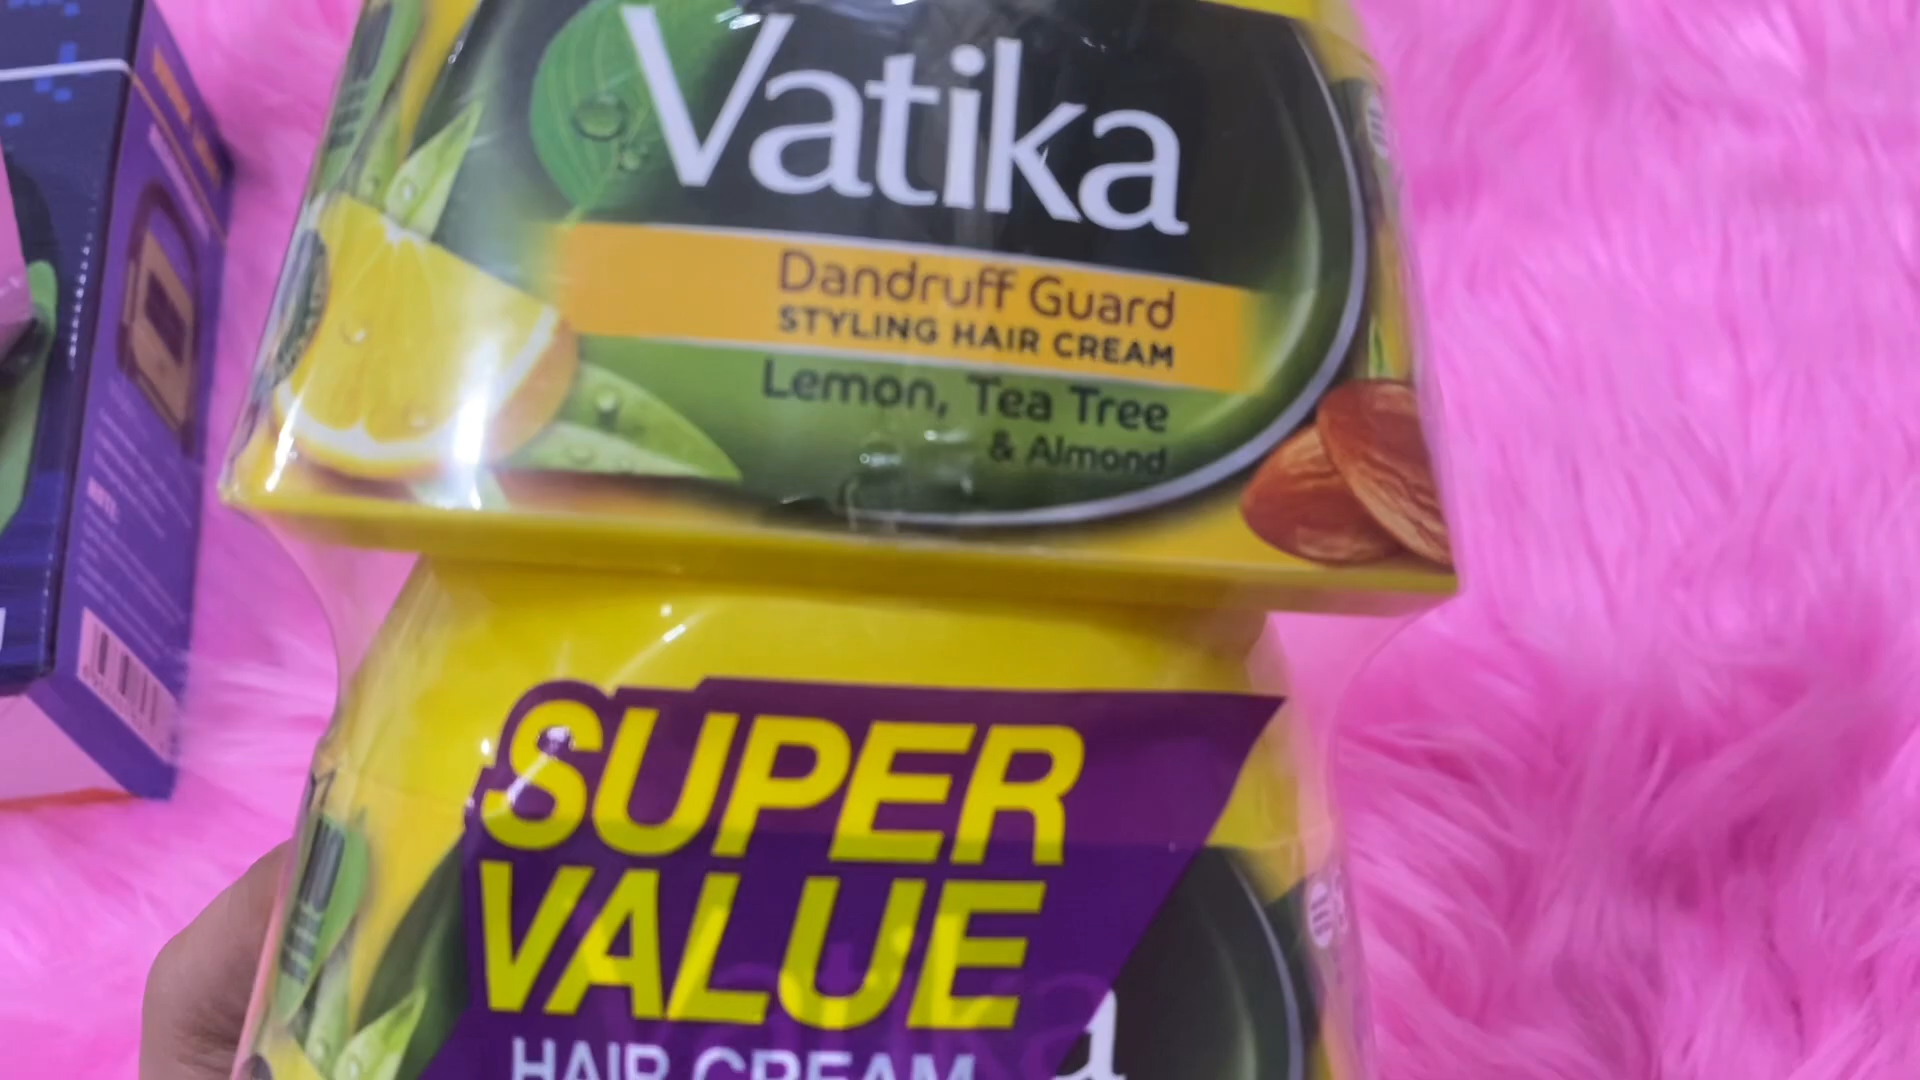 Vatika
Dandruff Guard
STYLING HAIR CREAM
Lemon, Tea Tree
& Almond
SUPER
VALUE
HAIR CREAM